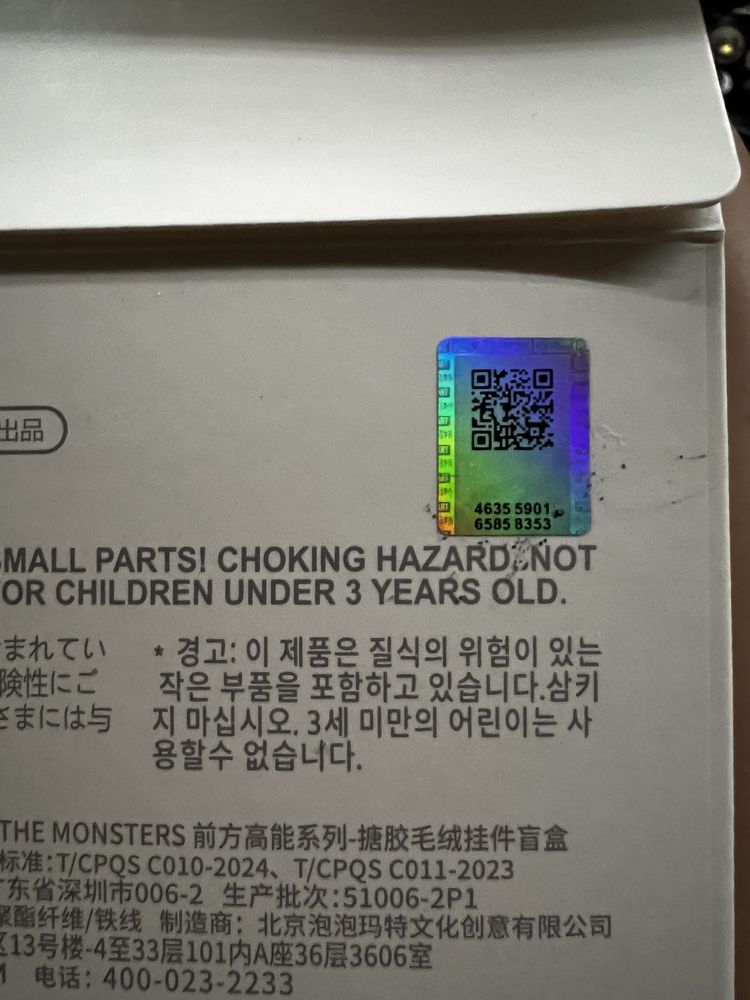 出品
4635 5901
6585 8353
SMALL PARTS! CHOKING HAZARD, NOT
FOR CHILDREN UNDER 3 YEARS OLD.
まれてい
険性にご
さまには与
* 경고: 이 제품은 질식의 위험이 있는
작은 부품을 포함하고 있습니다.삼키
지 마십시오. 3세 미만의 어린이는 사
용할수 없습니다.
THE MONSTERS 前方高能系列-搪胶毛绒挂件盲盒
标准:T/CPQS C010-2024、T/CPQS C011-2023
东省深圳市006-2 生产批次:51006-2P1
聚酯纤维/铁线 制造商: 北京泡泡玛特文化创意有限公司
区13号楼-4至33层101内A座36层3606室
电话: 400-023-2233